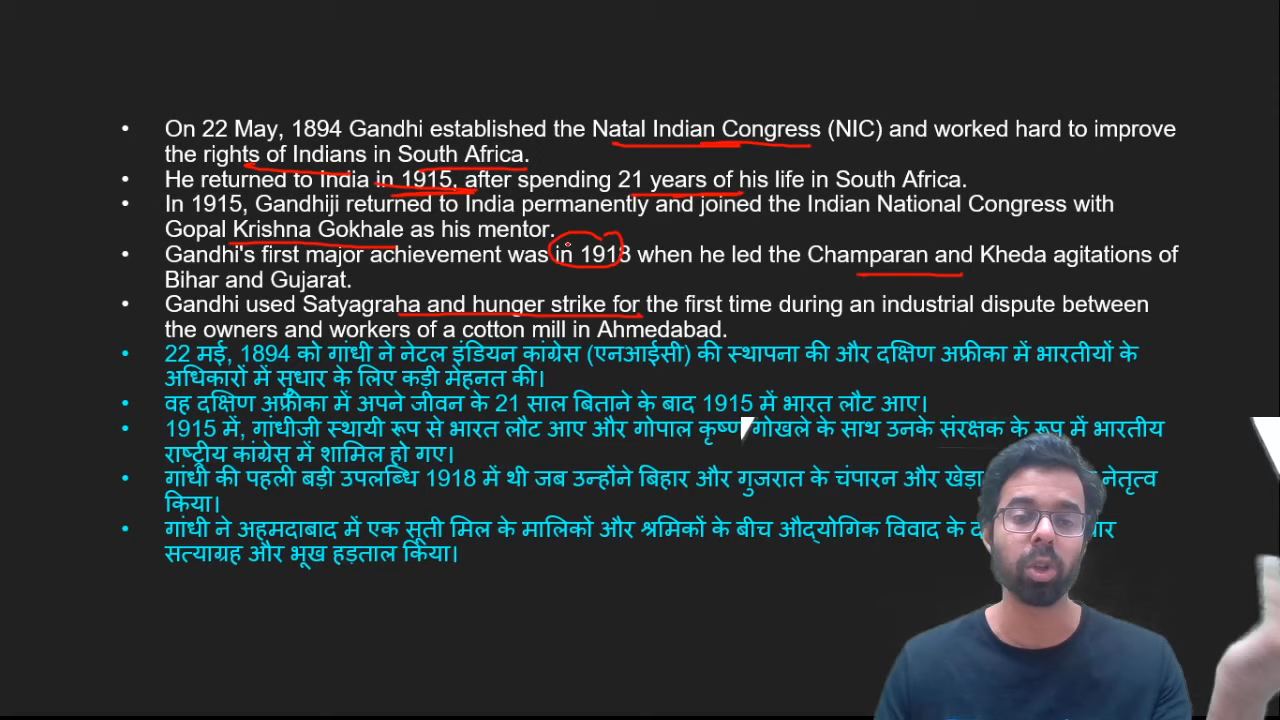 • On 22 May, 1894 Gandhi established the Natal Indian Congress (NIC) and worked hard to improve
the rights of Indians in South Africa.
• He returned to India in 1915, after spending 21 years of his life in South Africa.
• In 1915, Gandhiji returned to India permanently and joined the Indian National Congress with
Gopal Krishna Gokhale as his mentor.
• Gandhi's first major achievement was in 1918 when he led the Champaran and Kheda agitations of
Bihar and Gujarat.
• Gandhi used Satyagraha and hunger strike for the first time during an industrial dispute between
the owners and workers of a cotton mill in Ahmedabad.
• 22 मई, 1894 को गांधी ने नेटल इंडियन कांग्रेस (एनआईसी) की स्थापना की और दक्षिण अफ्रीका में भारतीयों के
अधिकारों में सुधार के लिए कड़ी मेहनत की।
• वह दक्षिण अफ्रीका में अपने जीवन के 21 साल बिताने के बाद 1915 में भारत लौट आए।
• 1915 में, गांधीजी स्थायी रूप से भारत लौट आए और गोपाल कृष्ण गोखले के साथ उनके संरक्षक के रूप में भारतीय
राष्ट्रीय कांग्रेस में शामिल हो गए।
• गांधी की पहली बड़ी उपलब्धि 1918 में थी जब उन्होंने बिहार और गुजरात के चंपारन और खेड़ा नेतृत्व
किया।
• गांधी ने अहमदाबाद में एक सूती मिल के मालिकों और श्रमिकों के बीच औद्योगिक विवाद के
सत्याग्रह और भूख हड़ताल किया।